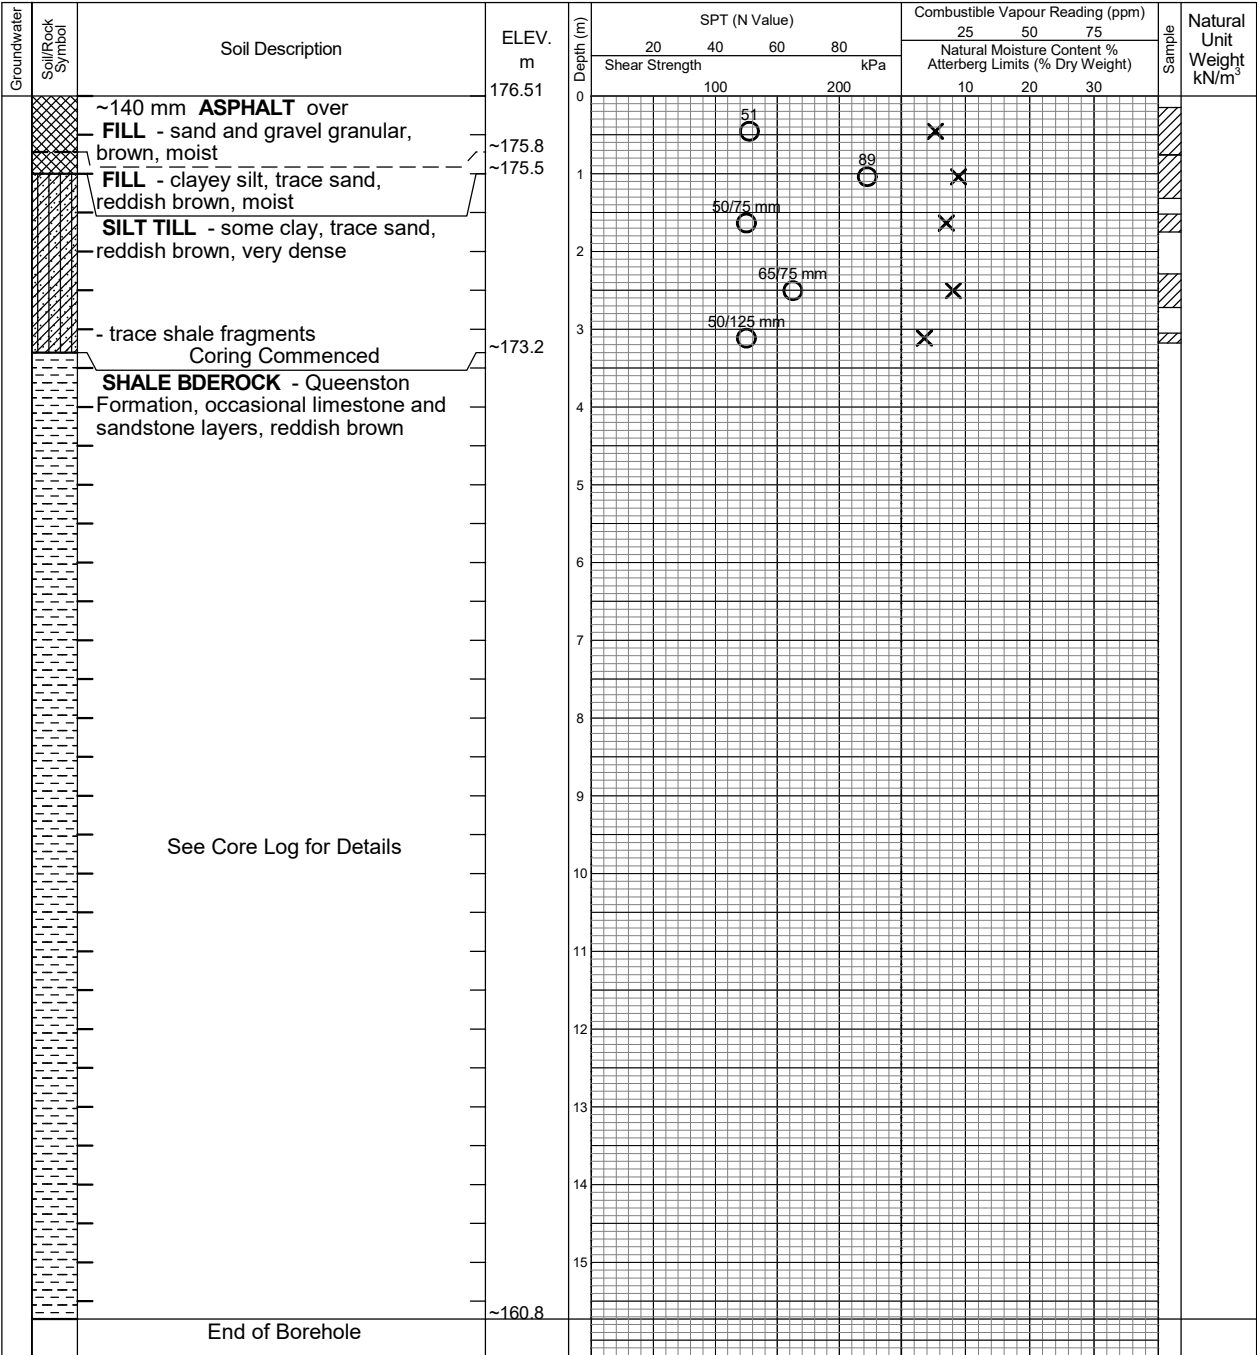 Groundwater
Soil/Rock
Symbol
Soil Description
ELEV.
m
176.51
Depth (m)
SPT (N Value)
20 40 60 80
Shear Strength kPa
100 200
Combustible Vapour Reading (ppm)
25 50 75
Natural Moisture Content %
Atterberg Limits (% Dry Weight)
10 20 30
Sample
Natural
Unit
Weight
kN/m³
0
~140 mm ASPHALT over
FILL - sand and gravel granular,
brown, moist
~175.8
~175.5
FILL - clayey silt, trace sand,
reddish brown, moist
SILT TILL - some clay, trace sand,
reddish brown, very dense
- trace shale fragments
Coring Commenced
~173.2
SHALE BDEROCK - Queenston
Formation, occasional limestone and
sandstone layers, reddish brown
See Core Log for Details
~160.8
End of Borehole
51
89
1
50/75 mm
2
65/75 mm
50/125 mm
3
4
5
6
7
8
9
10
11
12
13
14
15